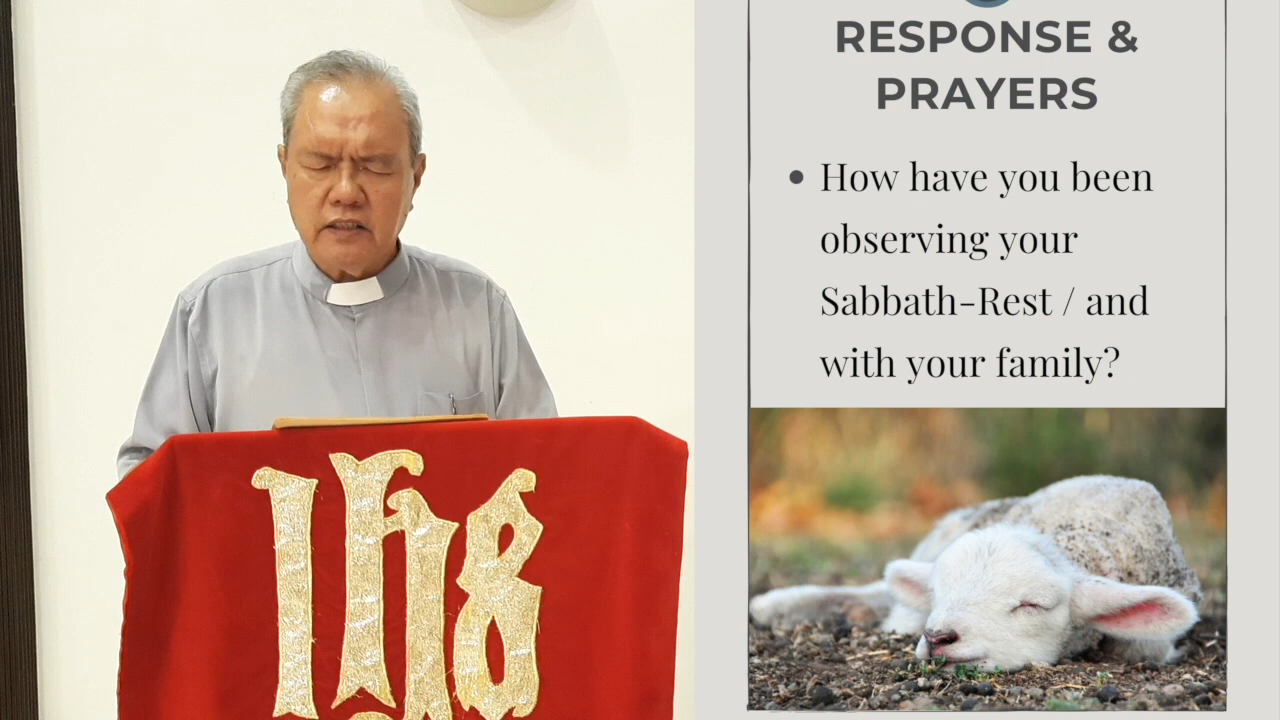 IHS
RESPONSE &
PRAYERS
• How have you been
observing your
Sabbath-Rest / and
with your family?